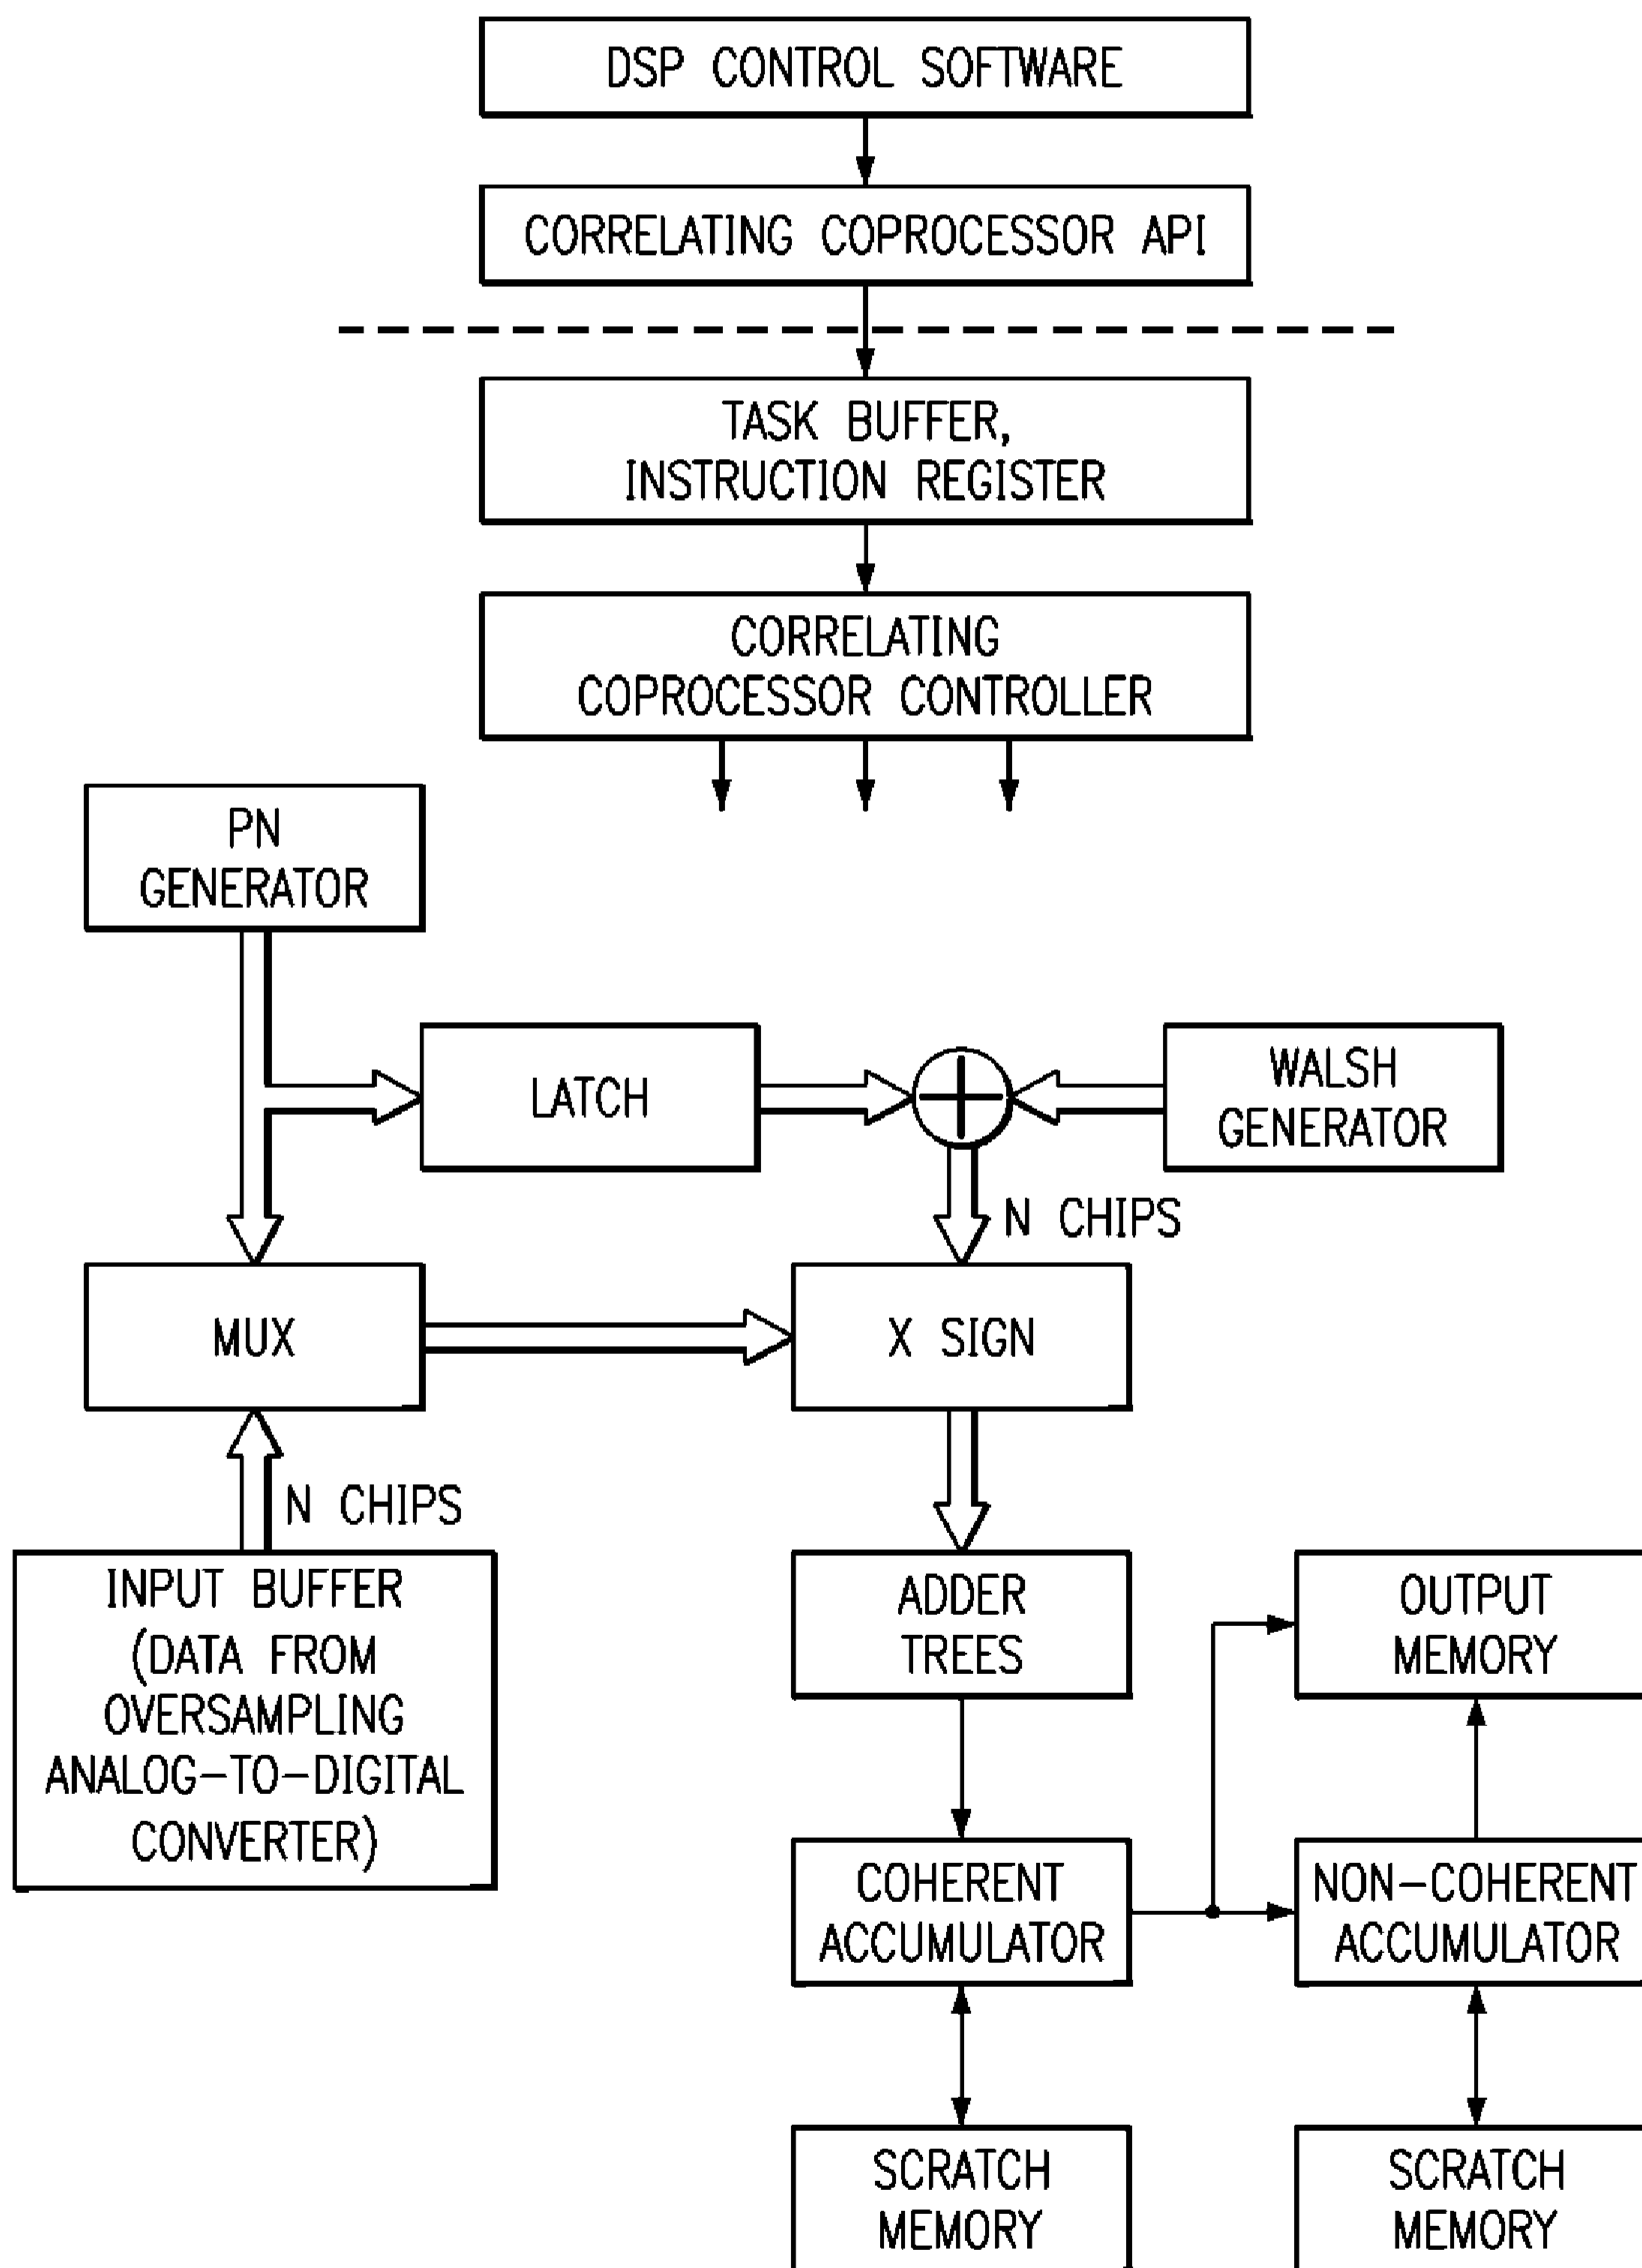 DSP CONTROL SOFTWARE
CORRELATING COPROCESSOR API
TASK BUFFER,
INSTRUCTION REGISTER
CORRELATING
COPROCESSOR CONTROLLER
PN
GENERATOR
LATCH
WALSH
GENERATOR
N CHIPS
MUX
X SIGN
N CHIPS
INPUT BUFFER
(DATA FROM
OVERSAMPLING
ANALOG-TO-DIGITAL
CONVERTER)
ADDER
TREES
OUTPUT
MEMORY
COHERENT
ACCUMULATOR
NON-COHERENT
ACCUMULATOR
SCRATCH
MEMORY
SCRATCH
MEMORY